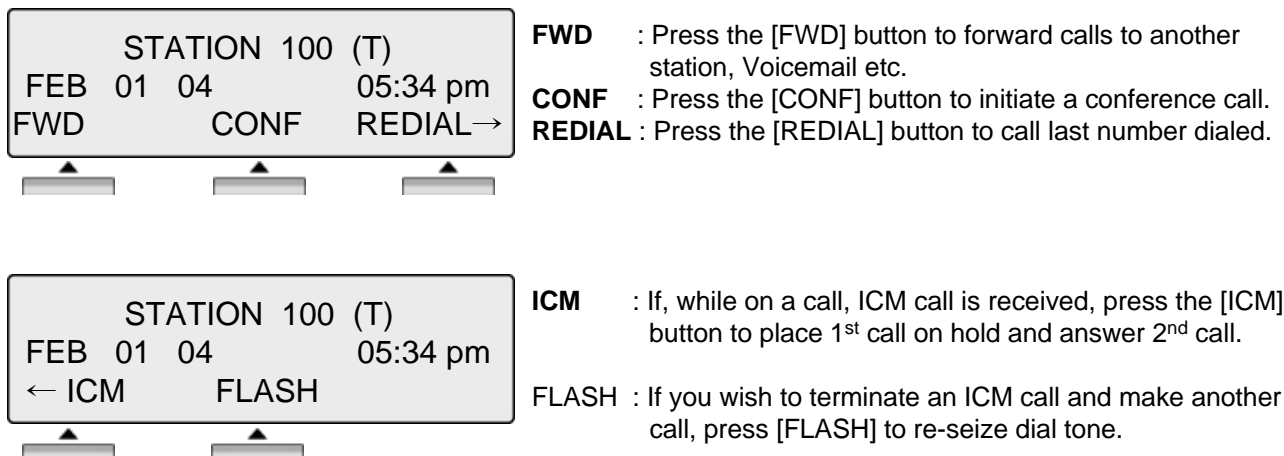 STATION 100 (T)
FEB 01 04 05:34 pm
FWD CONF REDIAL→
FWD : Press the [FWD] button to forward calls to another
station, Voicemail etc.
CONF : Press the [CONF] button to initiate a conference call.
REDIAL : Press the [REDIAL] button to call last number dialed.
STATION 100 (T)
FEB 01 04 05:34 pm
← ICM FLASH
ICM : If, while on a call, ICM call is received, press the [ICM]
button to place 1st call on hold and answer 2nd call.
FLASH : If you wish to terminate an ICM call and make another
call, press [FLASH] to re-seize dial tone.